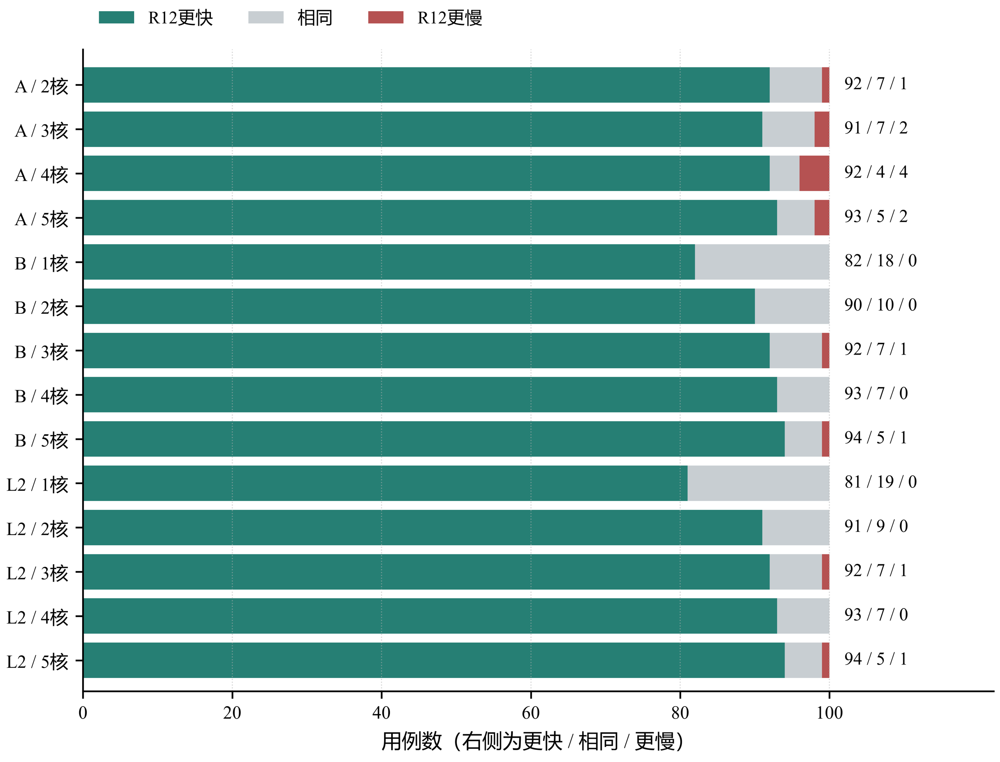 R12更快 相同 R12更慢
A / 2核 92 / 7 / 1
A / 3核 91 / 7 / 2
A / 4核 92 / 4 / 4
A / 5核 93 / 5 / 2
B / 1核 82 / 18 / 0
B / 2核 90 / 10 / 0
B / 3核 92 / 7 / 1
B / 4核 93 / 7 / 0
B / 5核 94 / 5 / 1
L2 / 1核 81 / 19 / 0
L2 / 2核 91 / 9 / 0
L2 / 3核 92 / 7 / 1
L2 / 4核 93 / 7 / 0
L2 / 5核 94 / 5 / 1
0 20 40 60 80 100
用例数（右侧为更快 / 相同 / 更慢）